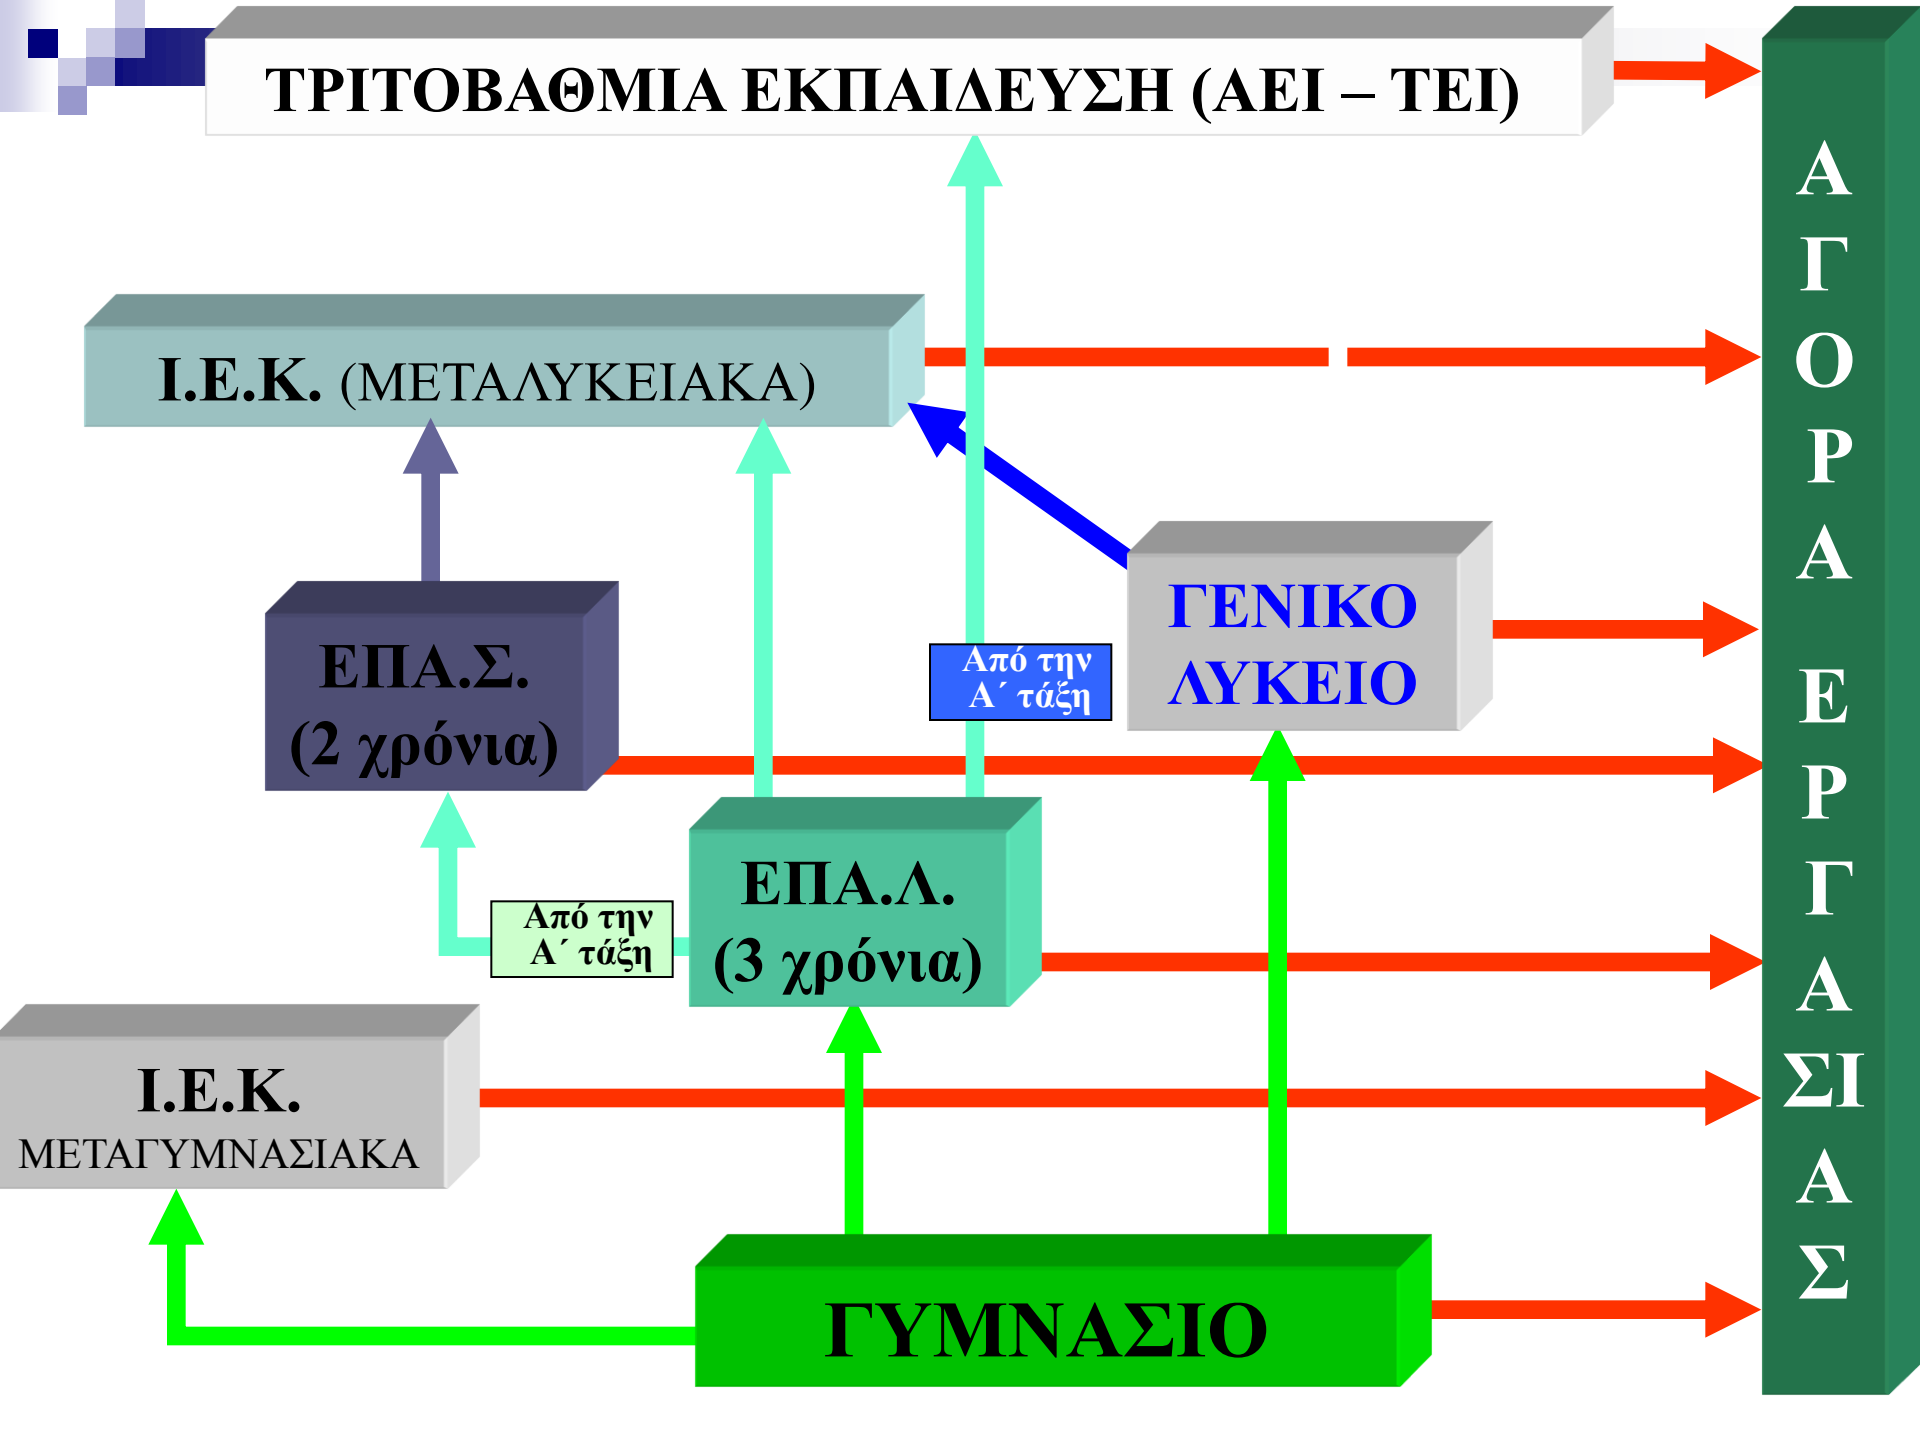 ΤΡΙΤΟΒΑΘΜΙΑ ΕΚΠΑΙΔΕΥΣΗ (ΑΕΙ – ΤΕΙ)
Ι.Ε.Κ. (ΜΕΤΑΛΥΚΕΙΑΚΑ)
ΓΕΝΙΚΟ
ΛΥΚΕΙΟ
ΕΠΑ.Σ.
(2 χρόνια)
Από την
Α΄ τάξη
ΕΠΑ.Λ.
(3 χρόνια)
Από την
Α΄ τάξη
Ι.Ε.Κ.
ΜΕΤΑΓΥΜΝΑΣΙΑΚΑ
ΓΥΜΝΑΣΙΟ
Α
Γ
Ο
Ρ
Α
Ε
Ρ
Γ
Α
ΣΙ
Α
Σ